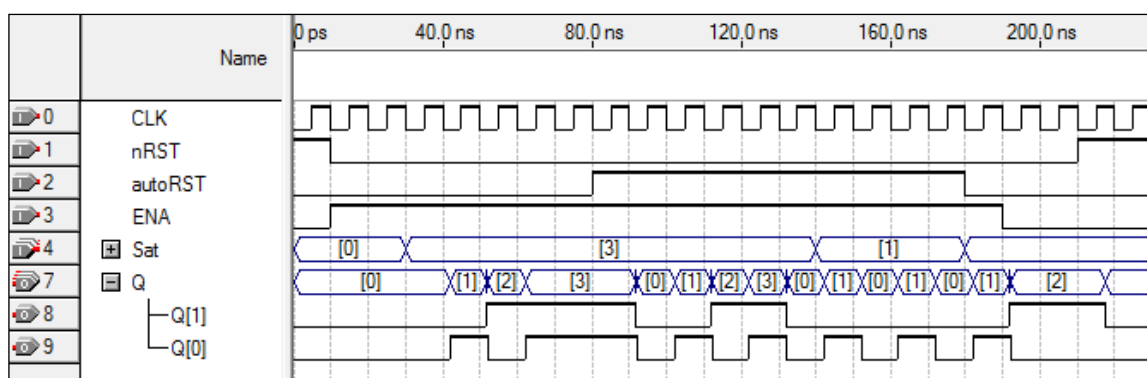 Name 0 ps 40.0 ns 80.0 ns 120.0 ns 160.0 ns 200.0 ns
0 CLK
1 nRST
2 autoRST
3 ENA
4 Sat [0] [3] [1]
7 Q [0] [1] [2] [3] [0] [1] [2] [3] [0] [1] [0] [1] [0] [1] [2]
8 Q[1]
9 Q[0]